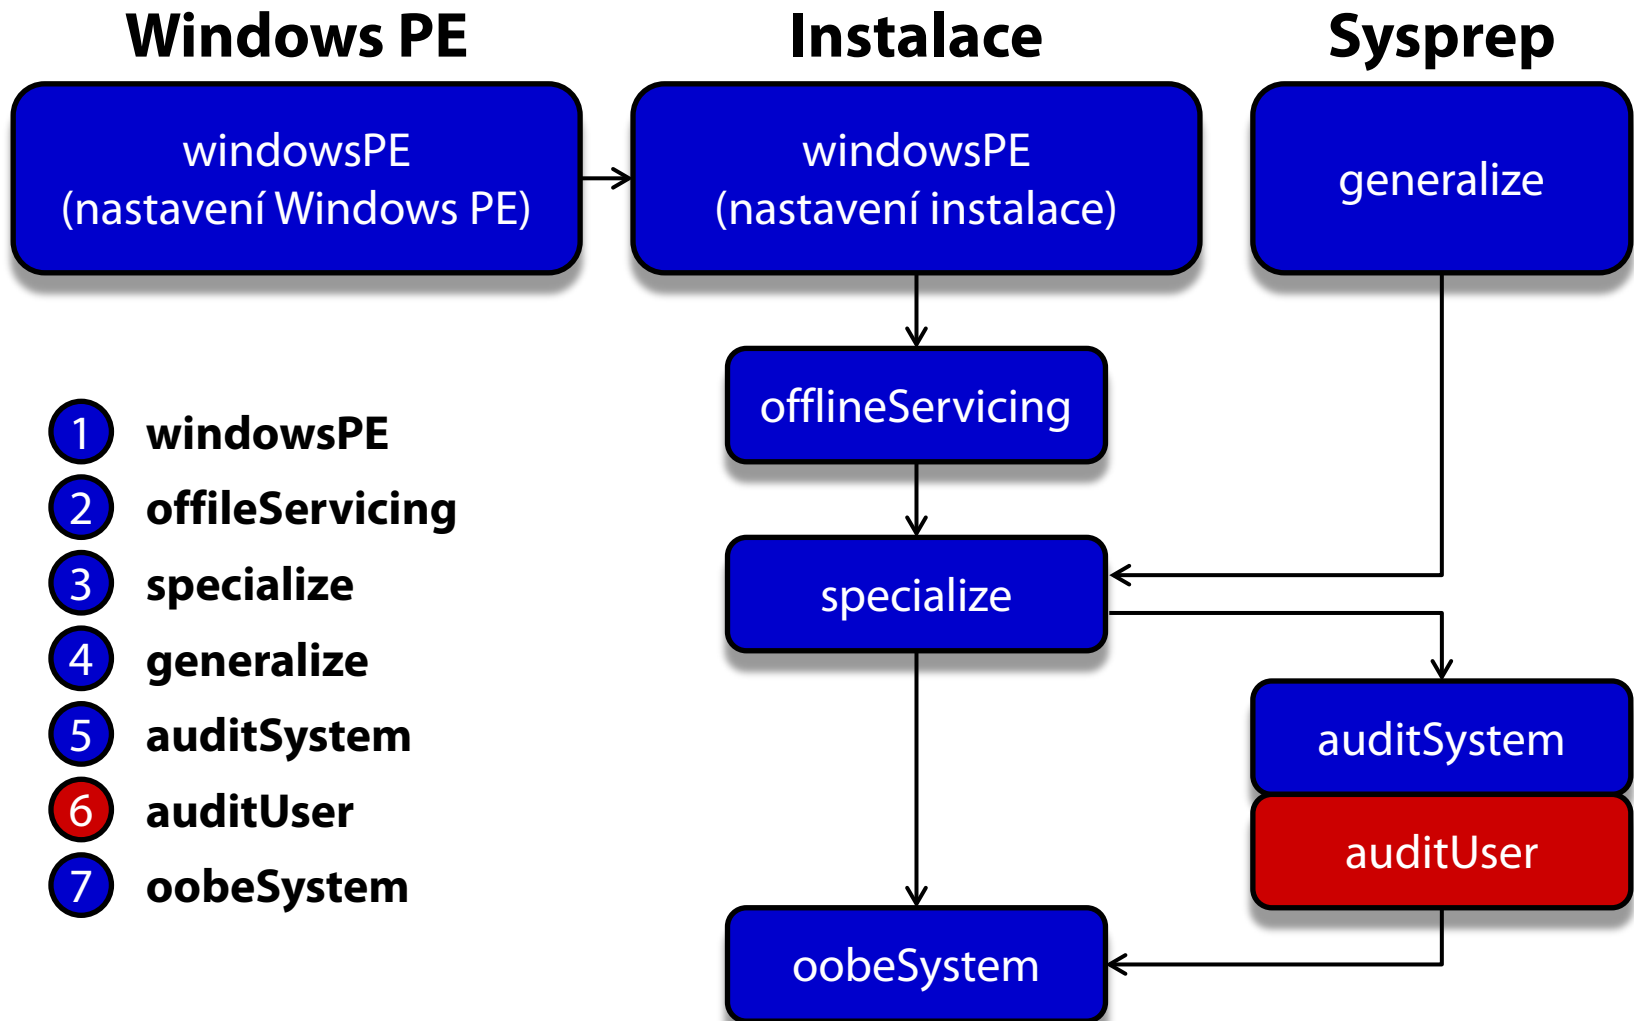 Windows PE
Instalace
Sysprep
windowsPE
(nastavení Windows PE)
windowsPE
(nastavení instalace)
generalize
offlineServicing
specialize
auditSystem
auditUser
oobeSystem
1 windowsPE
2 offileServicing
3 specialize
4 generalize
5 auditSystem
6 auditUser
7 oobeSystem